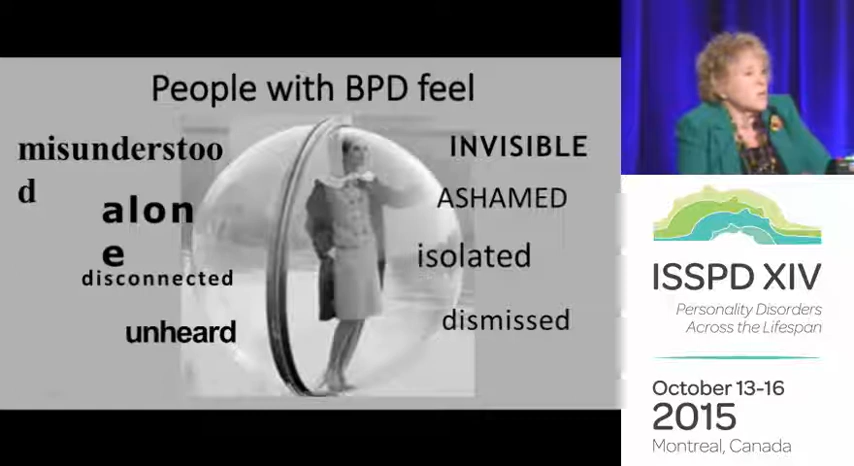 People with BPD feel
misunderstoo
d
alon
e
disconnected
unheard
INVISIBLE
ASHAMED
isolated
dismissed
ISSPD XIV
Personality Disorders
Across the Lifespan
October 13-16
2015
Montreal, Canada